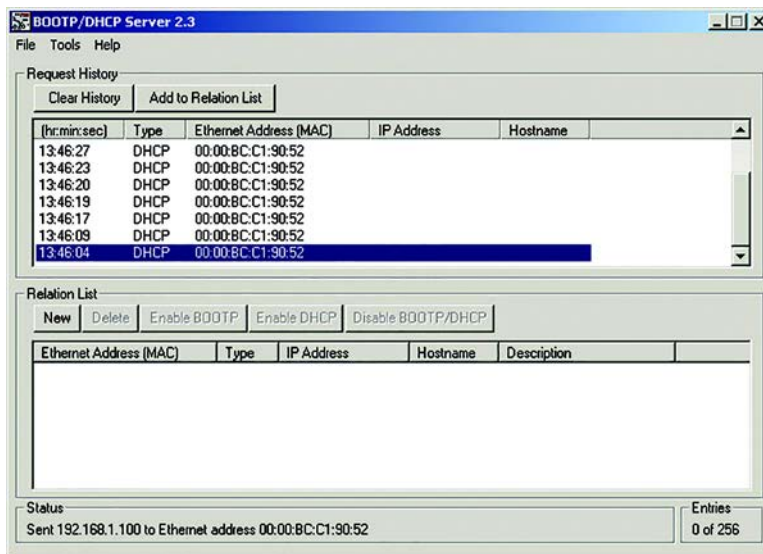 BOOTP/DHCP Server 2.3
File Tools Help
Request History
Clear History Add to Relation List
(hr:min:sec) Type Ethernet Address (MAC) IP Address Hostname
13:46:27 DHCP 00:00:BC:C1:90:52
13:46:23 DHCP 00:00:BC:C1:90:52
13:46:20 DHCP 00:00:BC:C1:90:52
13:46:19 DHCP 00:00:BC:C1:90:52
13:46:17 DHCP 00:00:BC:C1:90:52
13:46:09 DHCP 00:00:BC:C1:90:52
13:46:04 DHCP 00:00:BC:C1:90:52
Relation List
New Delete Enable BOOTP Enable DHCP Disable BOOTP/DHCP
Ethernet Address (MAC) Type IP Address Hostname Description
Status Entries
Sent 192.168.1.100 to Ethernet address 00:00:BC:C1:90:52 0 of 256